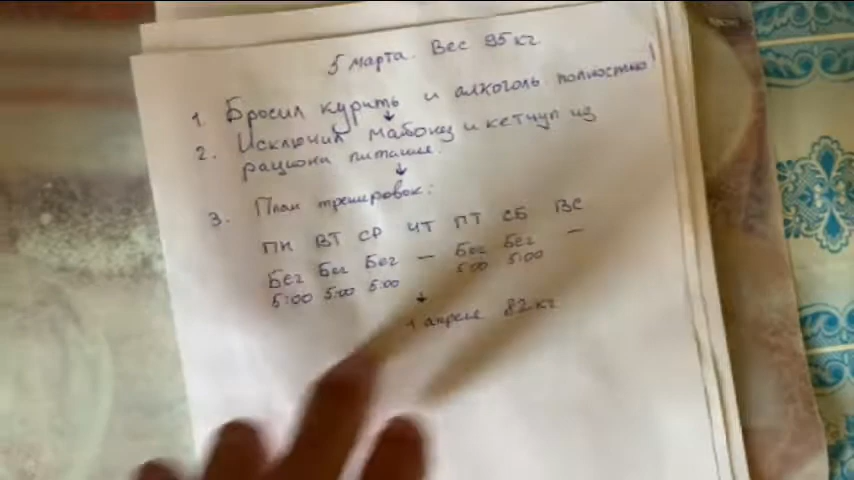 5 марта. Вес 95 кг
1. Бросил курить и алкоголь полностью!
2. Исключил майонез и кетчуп из
рациона питание.
3. План тренировок:
ПН ВТ СР ЧТ ПТ СБ ВС
Бег Бег Бег — Бег Бег —
5:00 5:00 5:00 5:00 5:00
1 апреля 82 кг